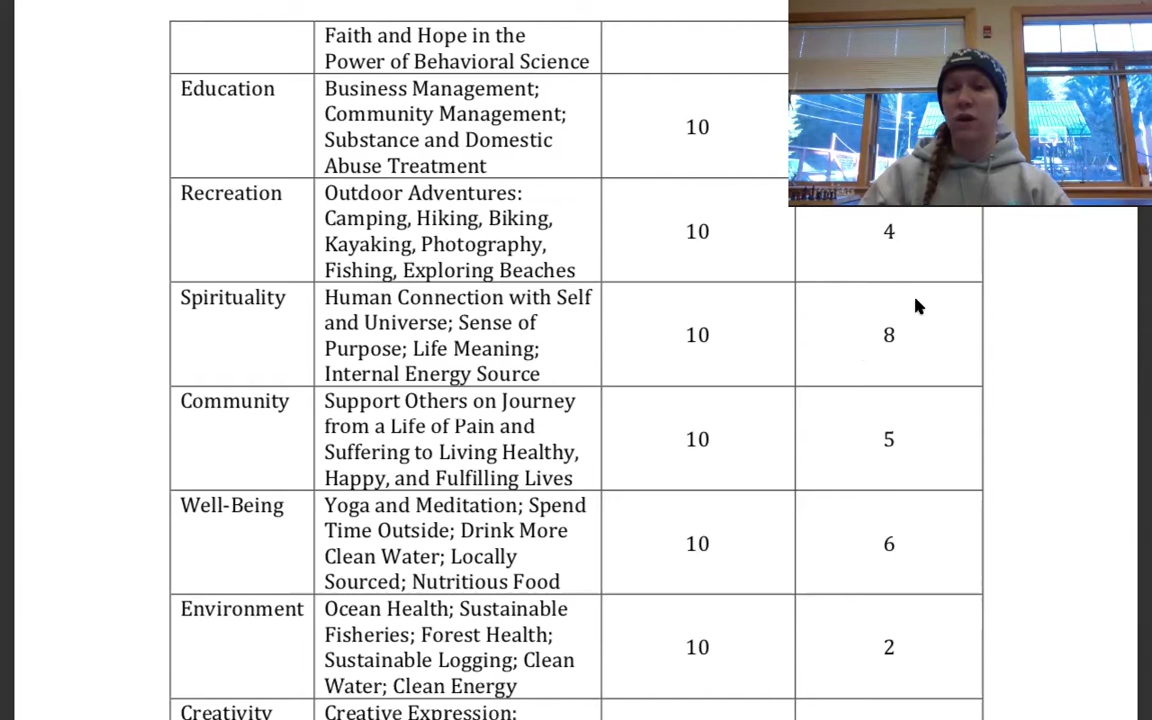 Faith and Hope in the
Power of Behavioral Science
Education
Business Management;
Community Management;
Substance and Domestic
Abuse Treatment
10
Recreation
Outdoor Adventures:
Camping, Hiking, Biking,
Kayaking, Photography,
Fishing, Exploring Beaches
10
4
Spirituality
Human Connection with Self
and Universe; Sense of
Purpose; Life Meaning;
Internal Energy Source
10
8
Community
Support Others on Journey
from a Life of Pain and
Suffering to Living Healthy,
Happy, and Fulfilling Lives
10
5
Well-Being
Yoga and Meditation; Spend
Time Outside; Drink More
Clean Water; Locally
Sourced; Nutritious Food
10
6
Environment
Ocean Health; Sustainable
Fisheries; Forest Health;
Sustainable Logging; Clean
Water; Clean Energy
10
2
Creativity
Creative Expression: